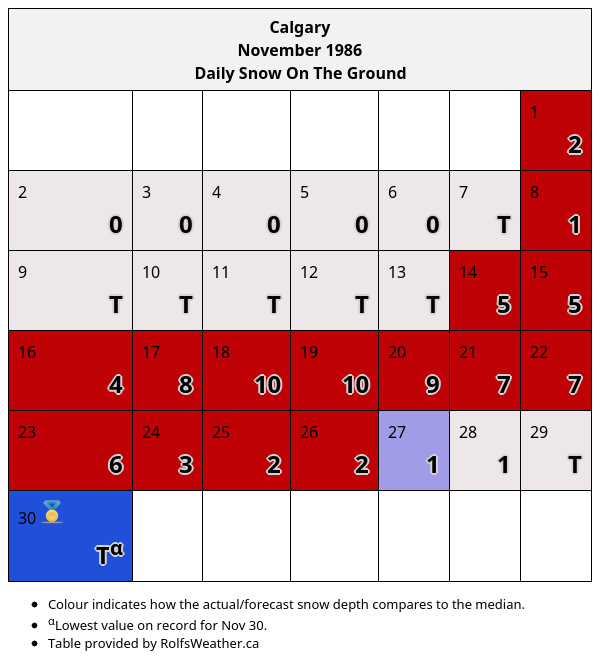 Calgary
November 1986
Daily Snow On The Ground
1
2
2 3 4 5 6 7 8
0 0 0 0 0 T 1
9 10 11 12 13 14 15
T T T T T 5 5
16 17 18 19 20 21 22
4 8 10 10 9 7 7
23 24 25 26 27 28 29
6 3 2 2 1 1 T
30
Tα
• Colour indicates how the actual/forecast snow depth compares to the median.
• αLowest value on record for Nov 30.
• Table provided by RolfsWeather.ca